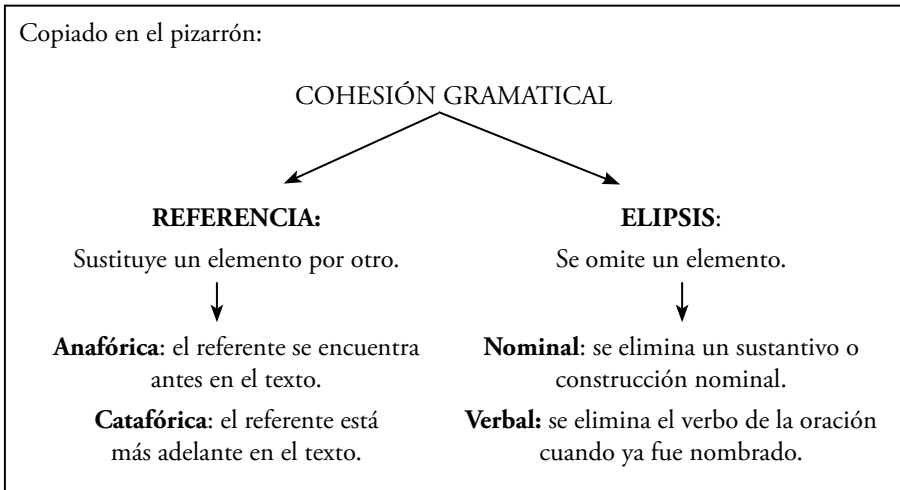 Copiado en el pizarrón:
COHESIÓN GRAMATICAL
REFERENCIA:
Sustituye un elemento por otro.
Anafórica: el referente se encuentra
antes en el texto.
Catafórica: el referente está
más adelante en el texto.
ELIPSIS:
Se omite un elemento.
Nominal: se elimina un sustantivo o
construcción nominal.
Verbal: se elimina el verbo de la oración
cuando ya fue nombrado.